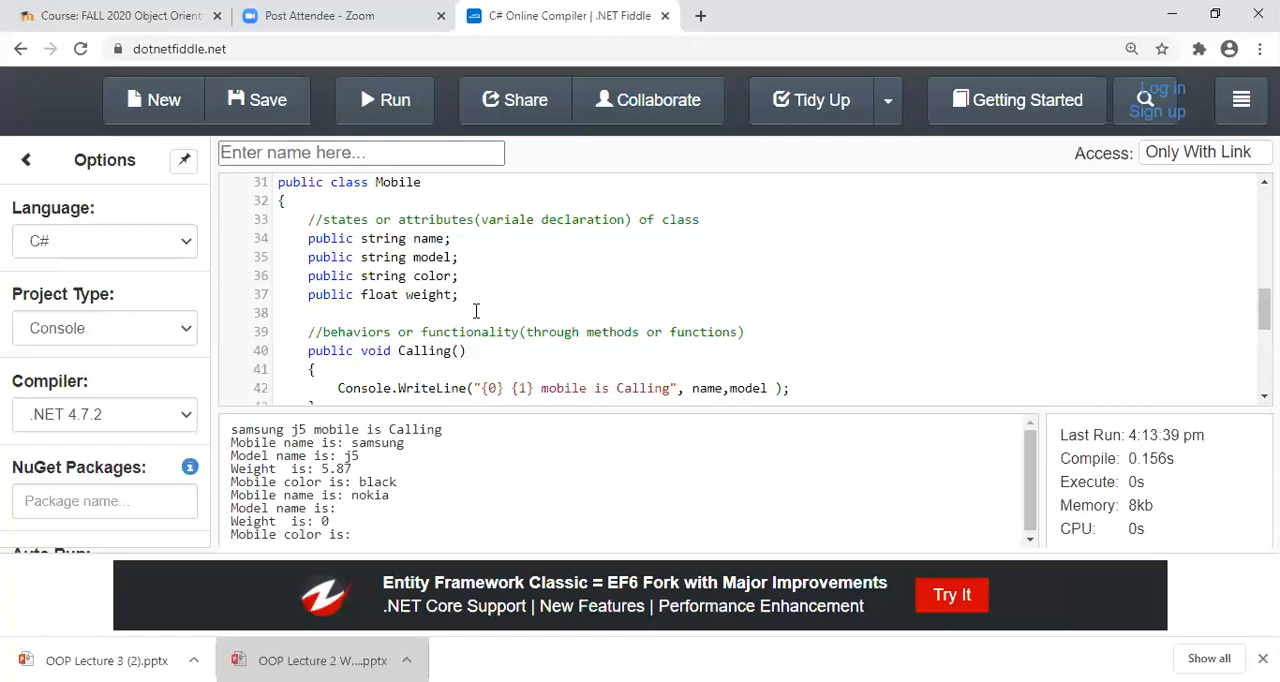 Course: FALL 2020 Object Orient
Post Attendee - Zoom
C# Online Compiler | .NET Fiddle
dotnetfiddle.net
New
Save
Run
Share
Collaborate
Tidy Up
Getting Started
Log in
Sign up
Options
Enter name here...
Access:
Only With Link
Language:
C#
Project Type:
Console
Compiler:
.NET 4.7.2
NuGet Packages:
Package name...
Auto Run:
31 public class Mobile
32 {
33 //states or attributes(variale declaration) of class
34 public string name;
35 public string model;
36 public string color;
37 public float weight;
38
39 //behaviors or functionality(through methods or functions)
40 public void Calling()
41 {
42 Console.WriteLine("{0} {1} mobile is Calling", name,model );
samsung j5 mobile is Calling
Mobile name is: samsung
Model name is: j5
Weight  is: 5.87
Mobile color is: black
Mobile name is: nokia
Model name is:
Weight  is: 0
Mobile color is:
Last Run: 4:13:39 pm
Compile: 0.156s
Execute: 0s
Memory: 8kb
CPU: 0s
Entity Framework Classic = EF6 Fork with Major Improvements
.NET Core Support | New Features | Performance Enhancement
Try It
OOP Lecture 3 (2).pptx
OOP Lecture 2 W....pptx
Show all